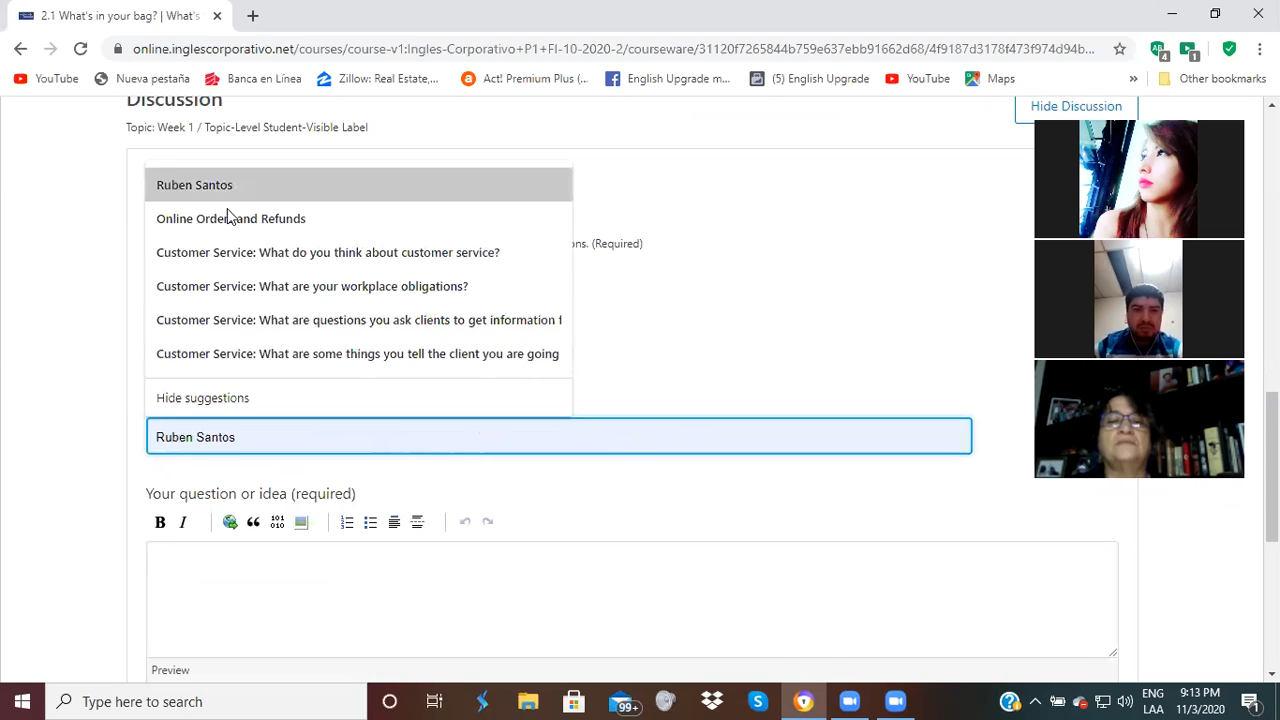 2.1 What's in your bag? | What's
online.inglescorporativo.net/courses/course-v1:Ingles-Corporativo+P1+FI-10-2020-2/courseware/31120f7265844b759e637ebb91662d68/4f9187d3178f473f974d94b...
4
1
YouTube
Nueva pestaña
Banca en Línea
Zillow: Real Estate,...
Act! Premium Plus (...
English Upgrade m...
(5) English Upgrade
YouTube
Maps
»
Other bookmarks
Discussion
Hide Discussion
Topic: Week 1 / Topic-Level Student-Visible Label
Ruben Santos
Online Orders and Refunds
ons. (Required)
Customer Service: What do you think about customer service?
Customer Service: What are your workplace obligations?
Customer Service: What are questions you ask clients to get information f
Customer Service: What are some things you tell the client you are going
Hide suggestions
Ruben Santos
Your question or idea (required)
B I
101
010
Preview
Type here to search
99+
ENG
LAA
9:13 PM
11/3/2020
1